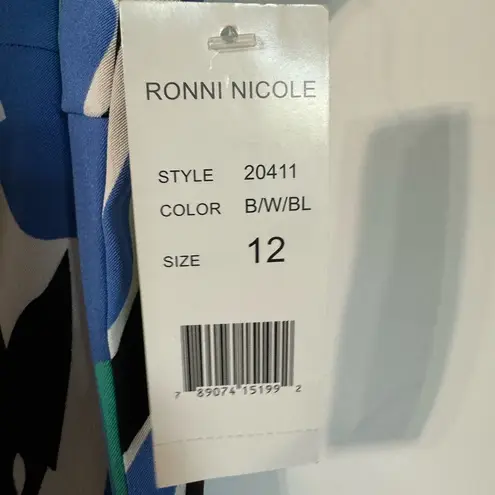 RONNI NICOLE
STYLE 20411
COLOR B/W/BL
SIZE 12
7 89074 15199 2